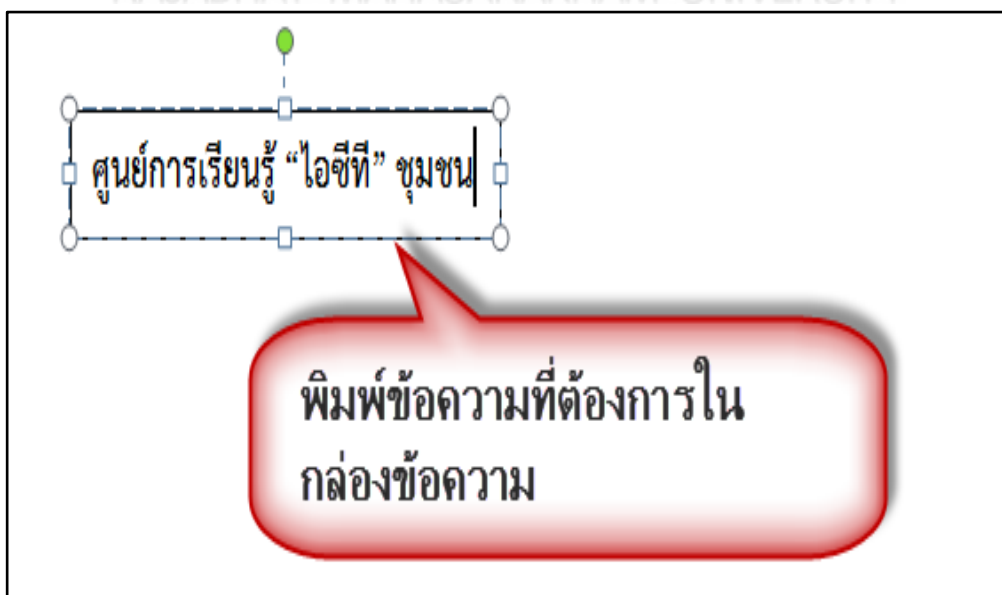 ศูนย์การเรียนรู้ “ไอซีที” ชุมชน
พิมพ์ข้อความที่ต้องการใน
กล่องข้อความ